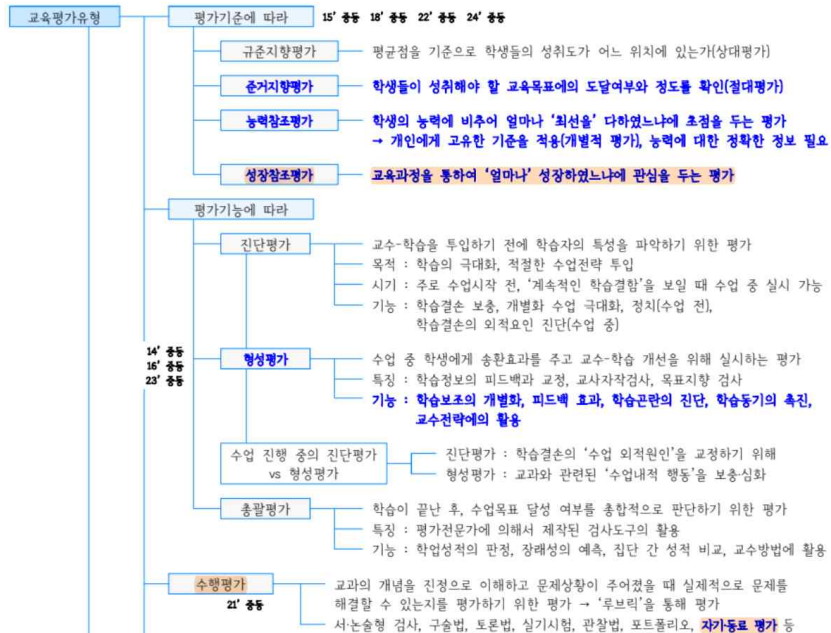 교육평가유형
평가기준에 따라
15' 중등 18' 중등 22' 중등 24' 중등
규준지향평가
평균점을 기준으로 학생들의 성취도가 어느 위치에 있는가(상대평가)
준거지향평가
학생들이 성취해야 할 교육목표에의 도달여부와 정도를 확인(절대평가)
능력참조평가
학생의 능력에 비추어 얼마나 '최선을' 다하였느냐에 초점을 두는 평가
→ 개인에게 고유한 기준을 적용(개별적 평가), 능력에 대한 정확한 정보 필요
성장참조평가
교육과정을 통하여 '얼마나' 성장하였느냐에 관심을 두는 평가
평가기능에 따라
진단평가
교수-학습을 투입하기 전에 학습자의 특성을 파악하기 위한 평가
목적 : 학습의 극대화, 적절한 수업전략 투입
시기 : 주로 수업시작 전, '계속적인 학습결함'을 보일 때 수업 중 실시 가능
기능 : 학습결손 보충, 개별화 수업 극대화, 정치(수업 전),
학습결손의 외적요인 진단(수업 중)
14' 중등
16' 중등
23' 중등
형성평가
수업 중 학생에게 송환효과를 주고 교수-학습 개선을 위해 실시하는 평가
특징 : 학습정보의 피드백과 교정, 교사자작검사, 목표지향 검사
기능 : 학습보조의 개별화, 피드백 효과, 학습곤란의 진단, 학습동기의 촉진,
교수전략에의 활용
수업 진행 중의 진단평가
vs 형성평가
진단평가 : 학습결손의 '수업 외적원인'을 교정하기 위해
형성평가 : 교과와 관련된 '수업내적 행동'을 보충·심화
총괄평가
학습이 끝난 후, 수업목표 달성 여부를 총합적으로 판단하기 위한 평가
특징 : 평가전문가에 의해서 제작된 검사도구의 활용
기능 : 학업성적의 판정, 장래성의 예측, 집단 간 성적 비교, 교수방법에 활용
수행평가
21' 중등
교과의 개념을 진정으로 이해하고 문제상황이 주어졌을 때 실제적으로 문제를
해결할 수 있는지를 평가하기 위한 평가 → '루브릭'을 통해 평가
서·논술형 검사, 구술법, 토론법, 실기시험, 관찰법, 포트폴리오, 자기동료 평가 등